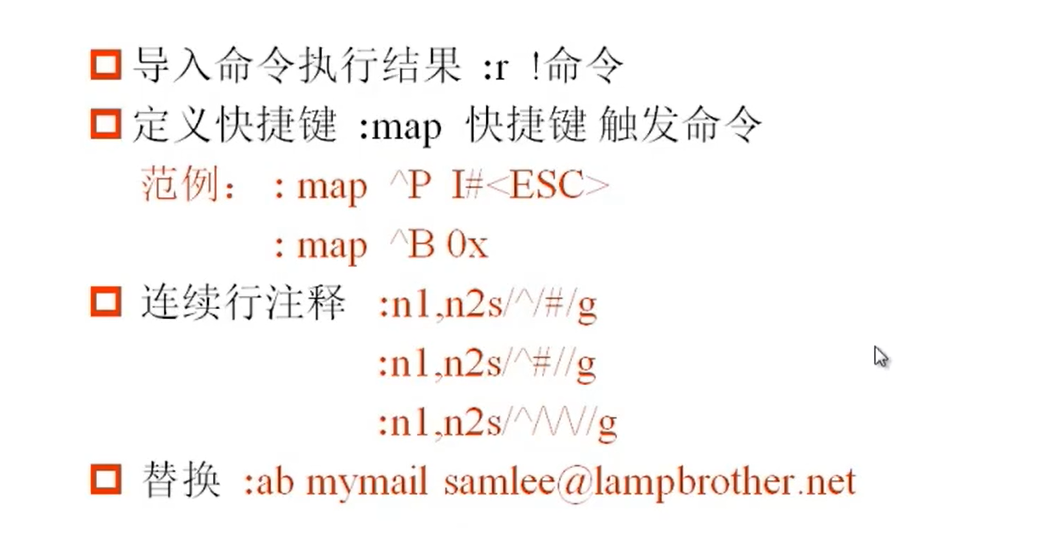 导入命令执行结果 :r !命令
定义快捷键 :map 快捷键 触发命令
范例： : map ^P I#<ESC>
: map ^B 0x
连续行注释 :n1,n2s/^/#/g
:n1,n2s/^#//g
:n1,n2s/^/\/\//g
替换 :ab mymail samlee@lampbrother.net